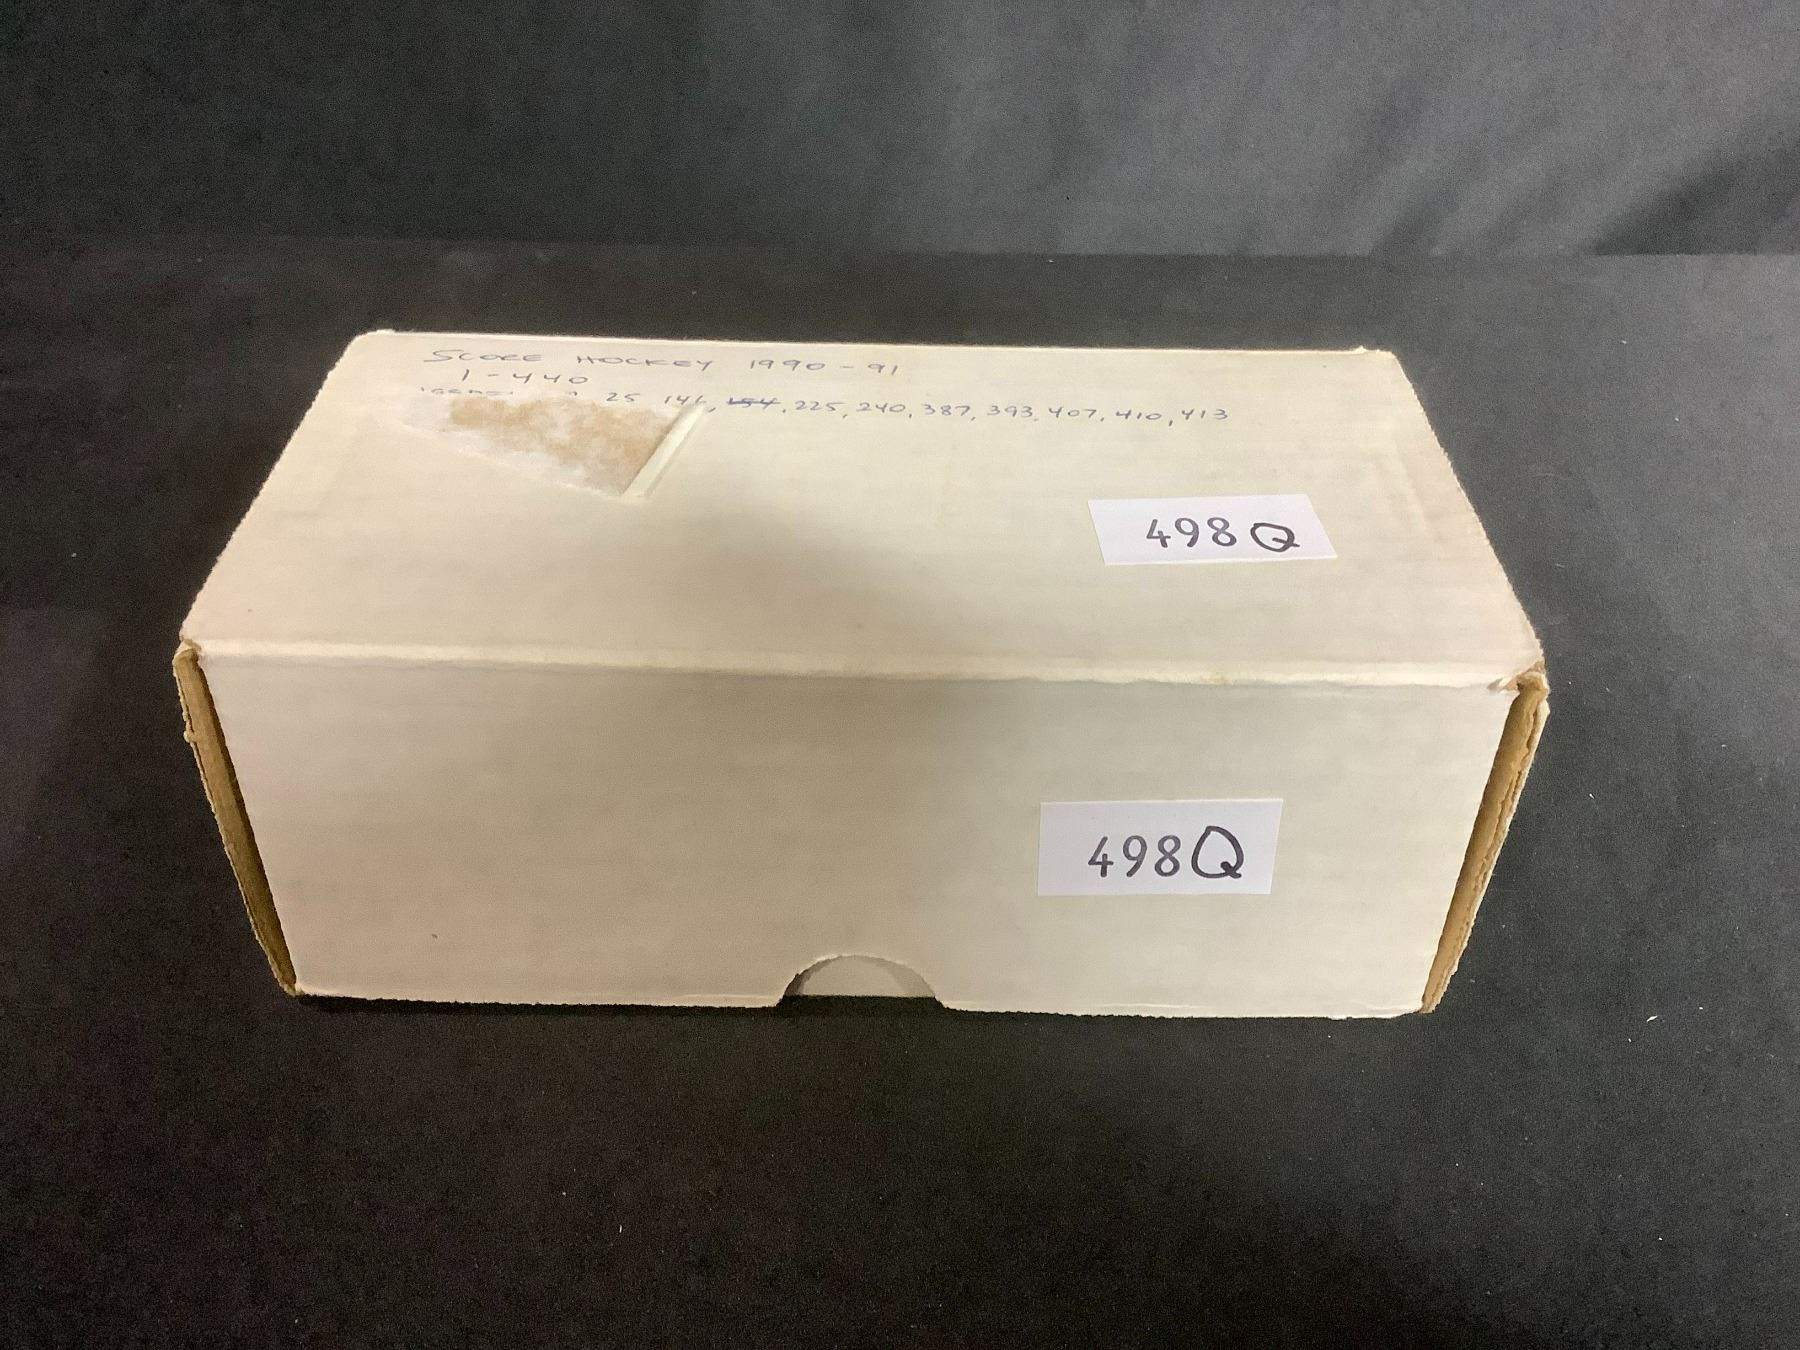 SCORE HOCKEY 1990-91
1-440
25, 146, 154, 225, 240, 387, 393, 407, 410, 413
498Q
498Q